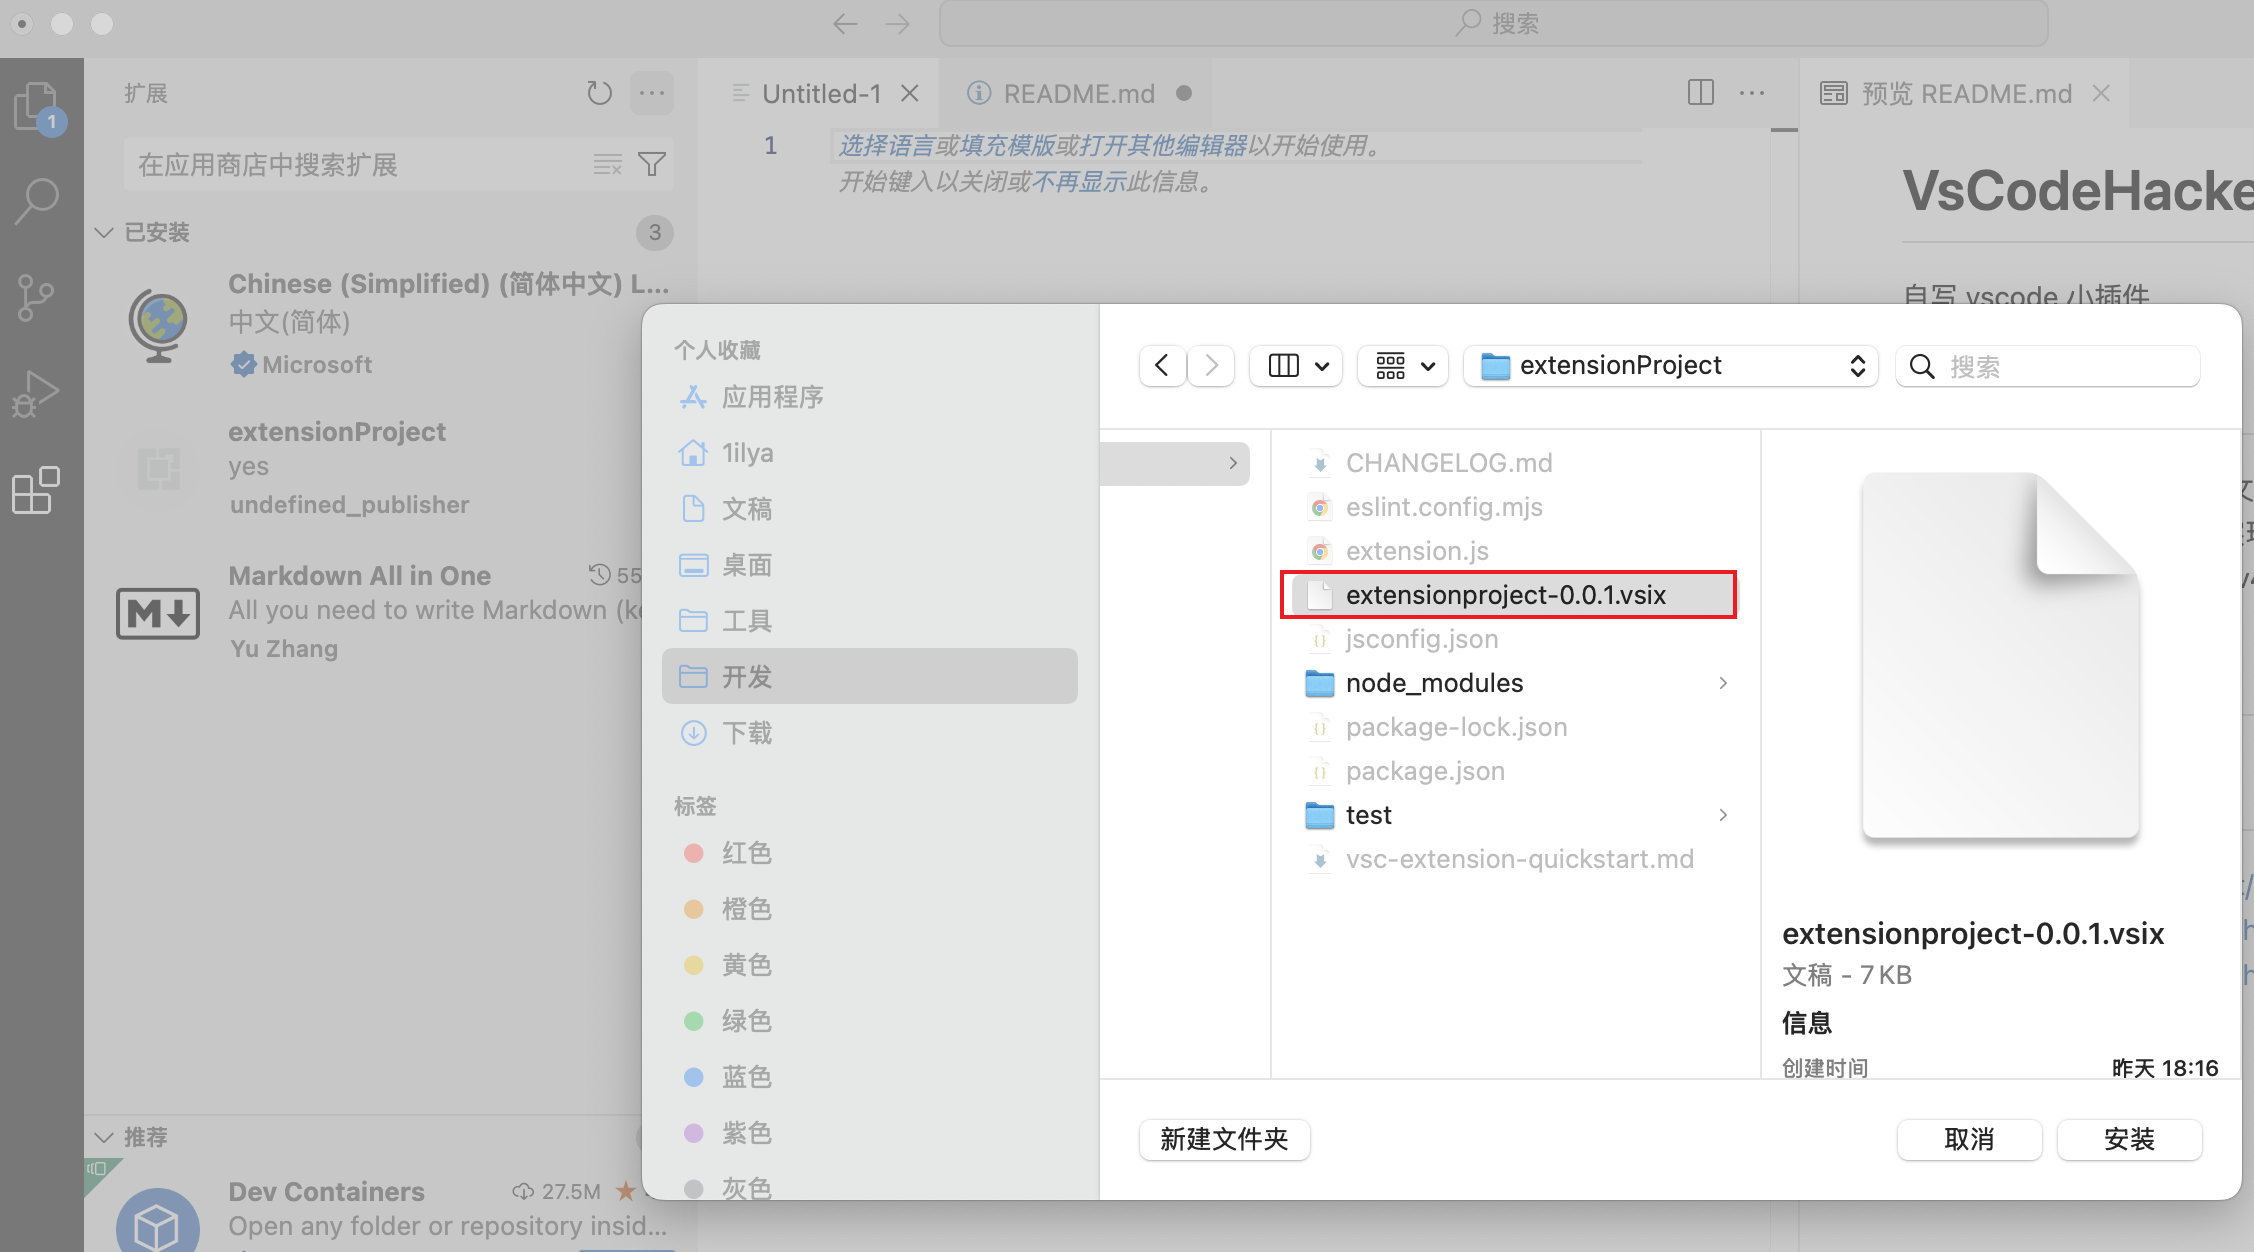 搜索
扩展
1
在应用商店中搜索扩展
已安装
3
Chinese (Simplified) (简体中文) L...
中文(简体)
Microsoft
extensionProject
yes
undefined_publisher
Markdown All in One
55
All you need to write Markdown (ke
Yu Zhang
推荐
Dev Containers
27.5M
Open any folder or repository insid...
Untitled-1
README.md
1
选择语言或填充模版或打开其他编辑器以开始使用。
开始键入以关闭或不再显示此信息。
预览 README.md
VsCodeHacke
自写 vscode 小插件
个人收藏
应用程序
1ilya
文稿
桌面
工具
开发
下载
标签
红色
橙色
黄色
绿色
蓝色
紫色
灰色
extensionProject
搜索
CHANGELOG.md
eslint.config.mjs
extension.js
extensionproject-0.0.1.vsix
jsconfig.json
node_modules
package-lock.json
package.json
test
vsc-extension-quickstart.md
extensionproject-0.0.1.vsix
文稿 - 7 KB
信息
创建时间
昨天 18:16
新建文件夹
取消
安装